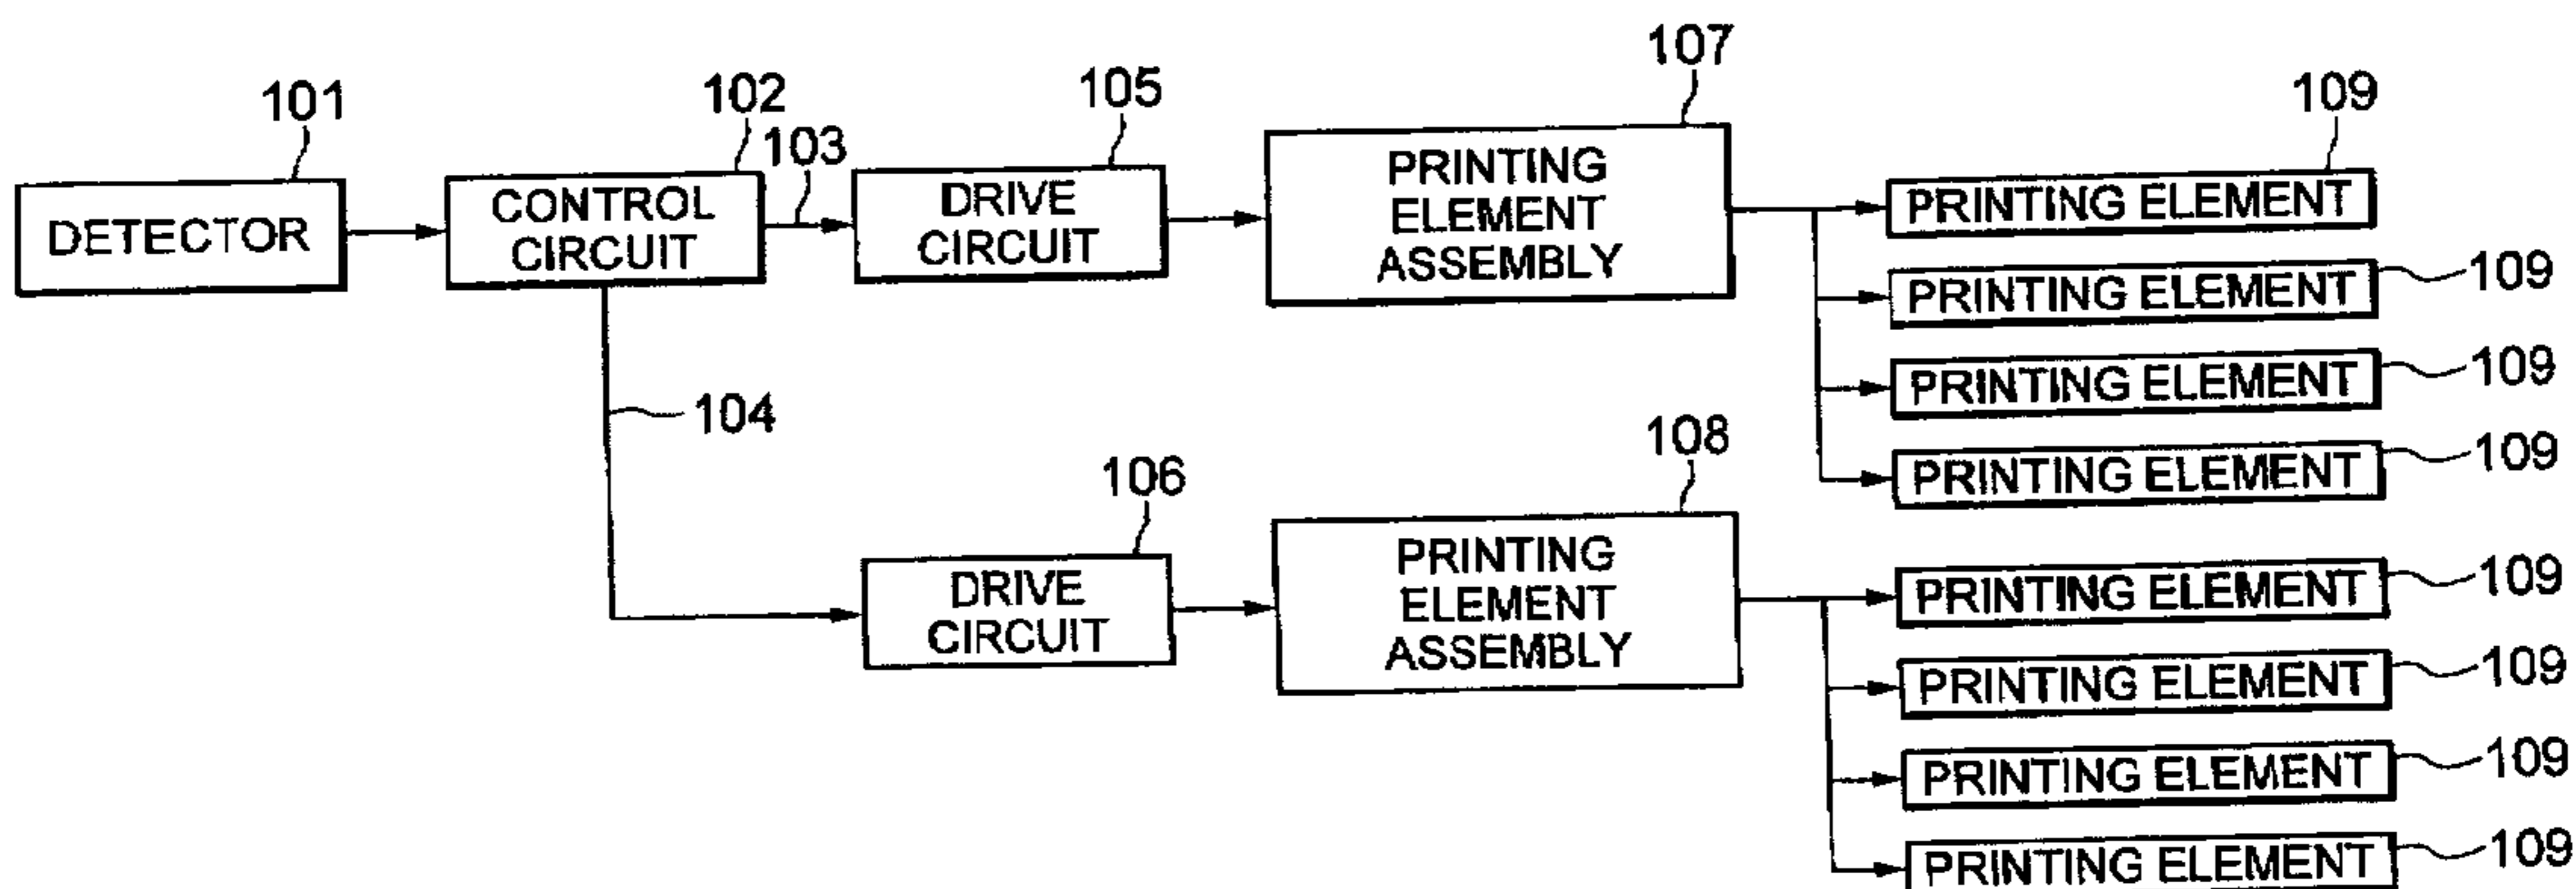 101
DETECTOR
102
CONTROL
CIRCUIT
103
104
105
DRIVE
CIRCUIT
107
PRINTING
ELEMENT
ASSEMBLY
109
PRINTING ELEMENT
PRINTING ELEMENT
109
PRINTING ELEMENT
109
PRINTING ELEMENT
109
106
DRIVE
CIRCUIT
108
PRINTING
ELEMENT
ASSEMBLY
PRINTING ELEMENT
109
PRINTING ELEMENT
109
PRINTING ELEMENT
109
PRINTING ELEMENT
109